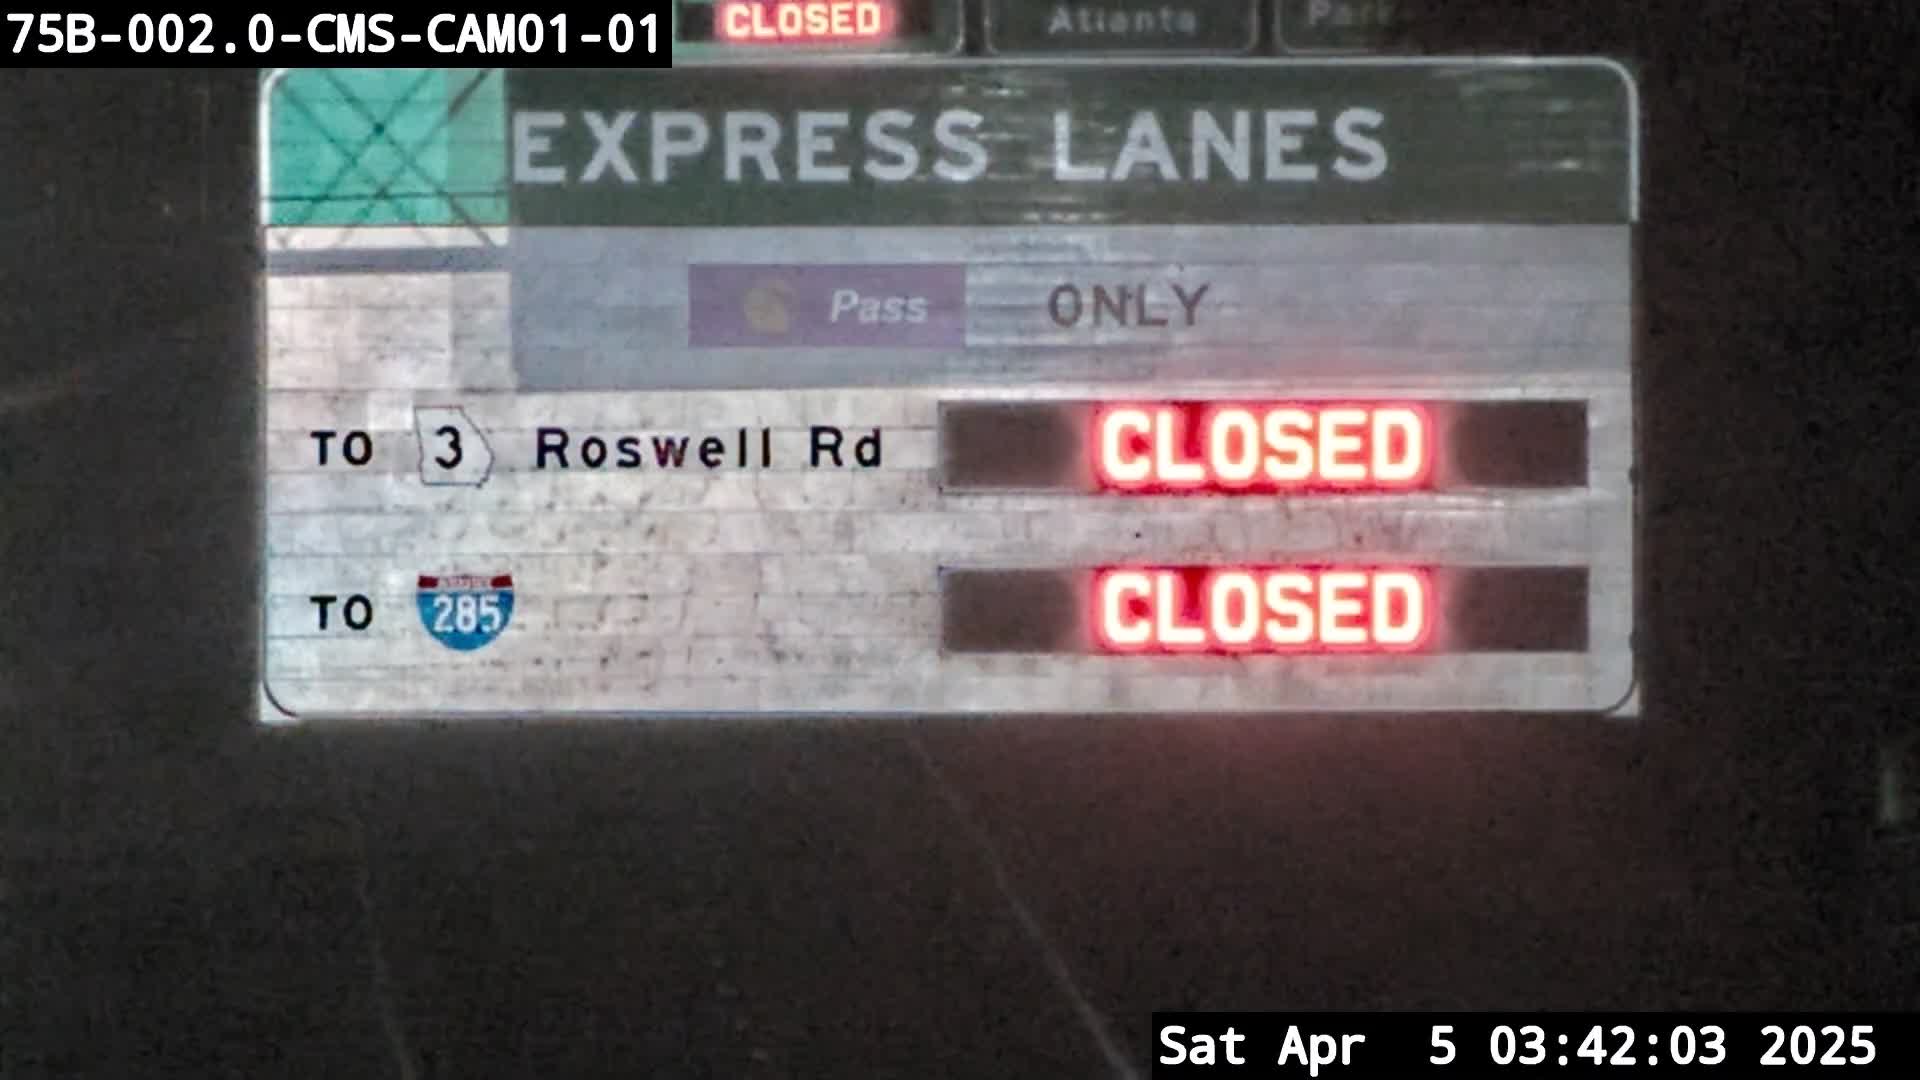 75B-002.0-CMS-CAM01-01
CLOSED
Atlanta
Park
EXPRESS LANES
Pass ONLY
TO 3 Roswell Rd CLOSED
TO 285 CLOSED
Sat Apr 5 03:42:03 2025